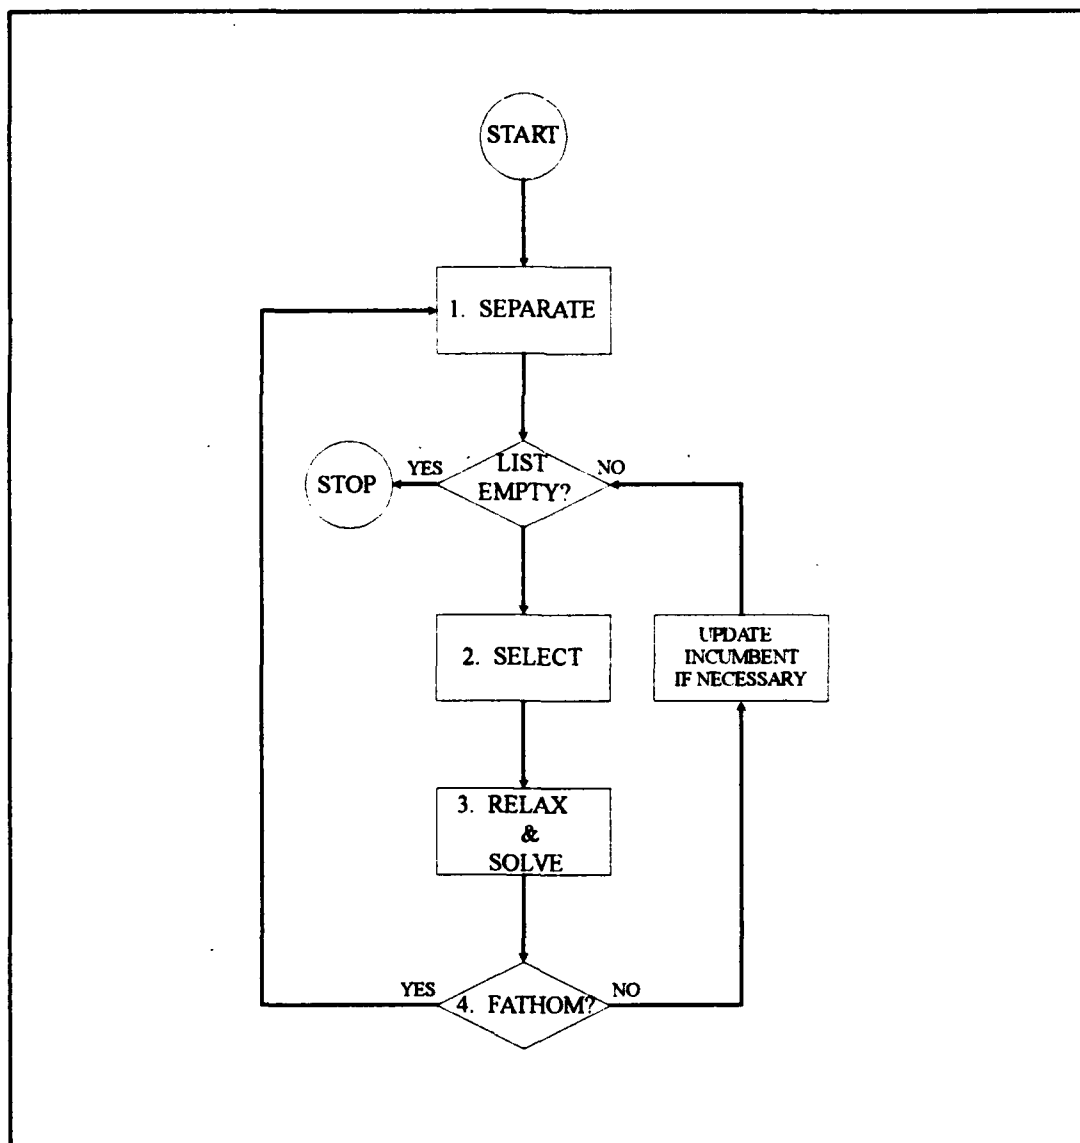 START
1. SEPARATE
YES
LIST
EMPTY?
NO
STOP
2. SELECT
UPDATE
INCUMBENT
IF NECESSARY
3. RELAX
&
SOLVE
YES
4. FATHOM?
NO